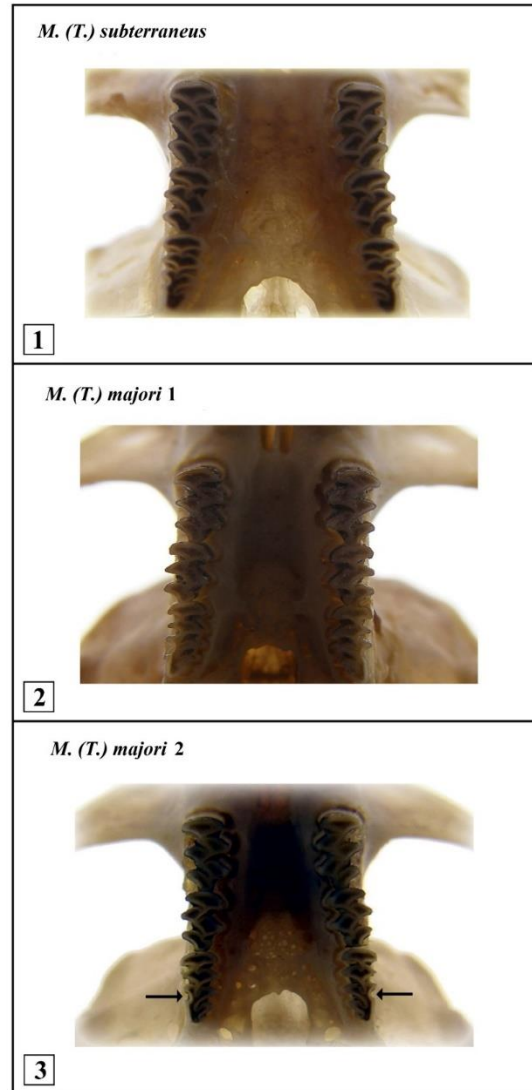 M. (T.) subterraneus
1
M. (T.) majori 1
2
M. (T.) majori 2
3